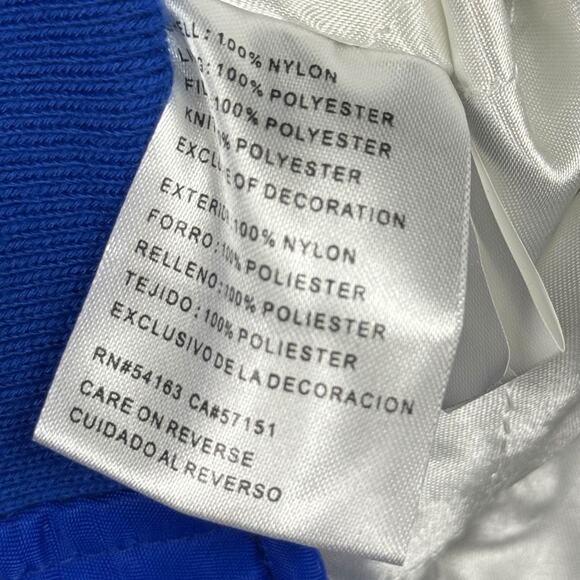 ELL: 100% NYLON
100% POLYESTER
100% POLYESTER
POLYESTER
OF DECORATION
100% NYLON
FORRO: 100% POLIESTER
RELLENO: 100% POLIESTER
TEJIDO: 100% POLIESTER
EXCLUSIVO DE LA DECORACION
RN#54163 CA#57151
CARE ON REVERSE
CUIDADO AL REVERSO